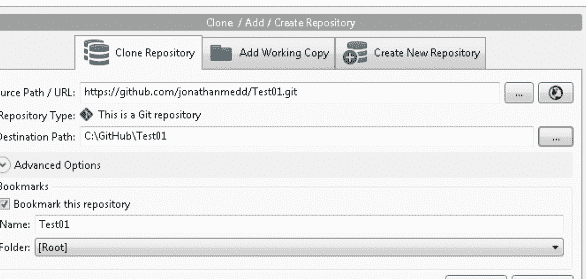 Clone / Add / Create Repository
Clone Repository Add Working Copy Create New Repository
ource Path / URL: https://github.com/jonathanmedd/Test01.git ...
Repository Type: This is a Git repository
Destination Path: C:\GitHub\Test01 ...
Advanced Options
Bookmarks
Bookmark this repository
Name: Test01
Folder: [Root]